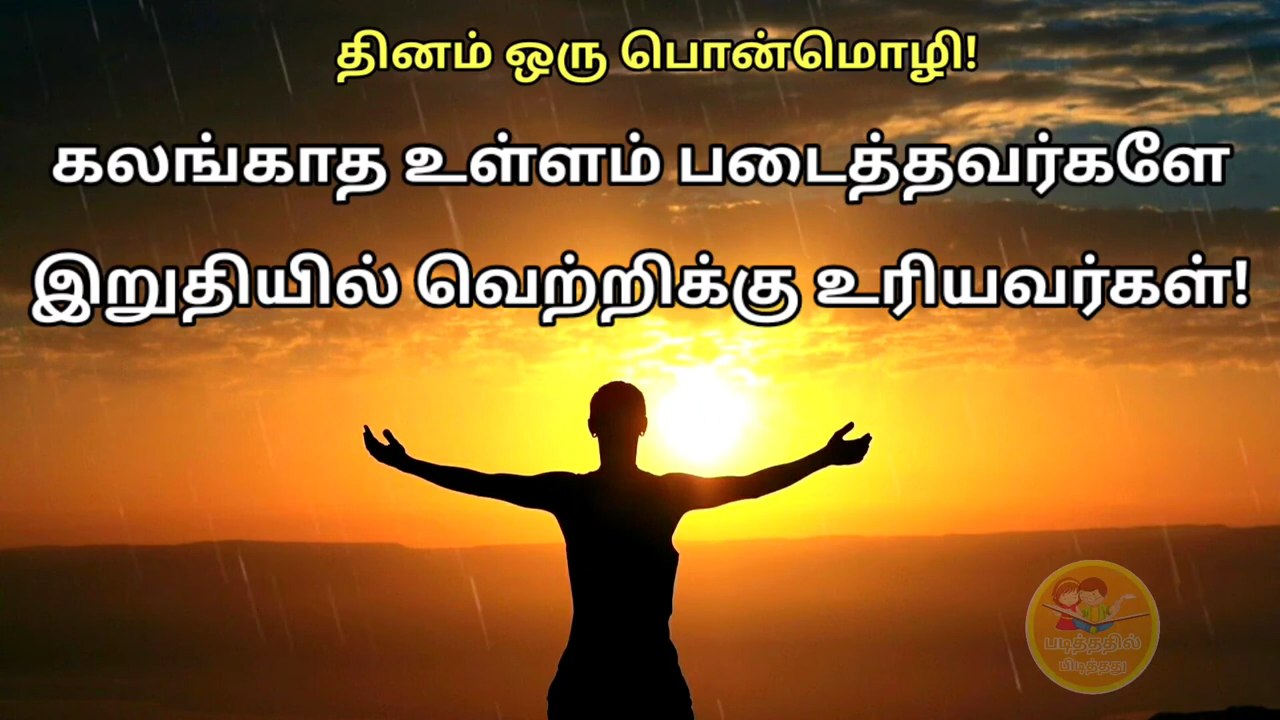 தினம் ஒரு பொன்மொழி!
கலங்காத உள்ளம் படைத்தவர்களே
இறுதியில் வெற்றிக்கு உரியவர்கள்!
படித்ததில்
பிடித்தது